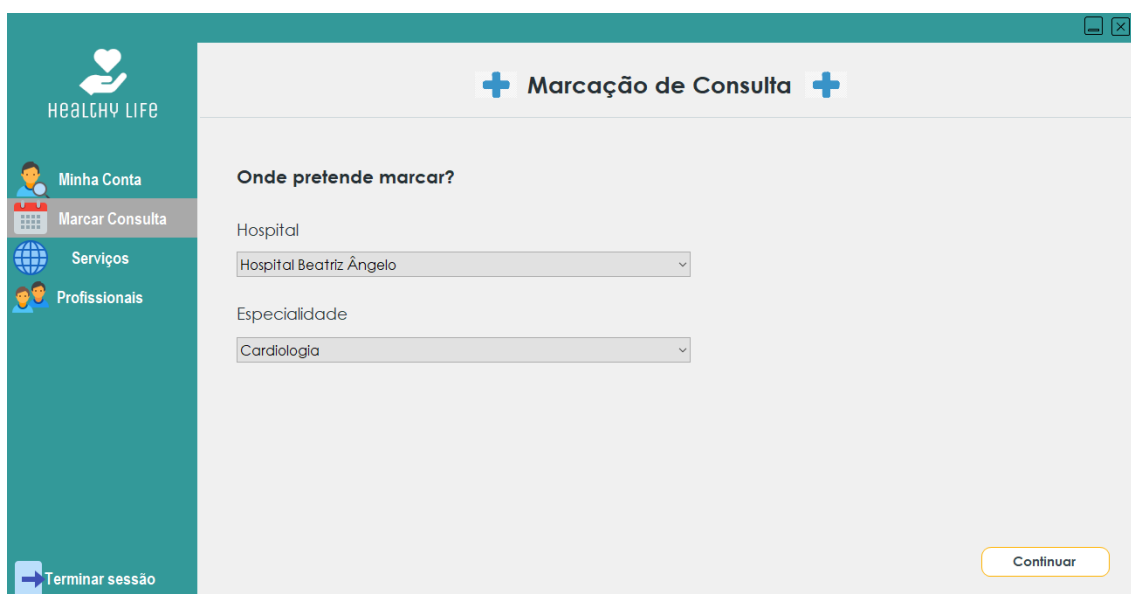 HEALTHY LIFE
Marcação de Consulta
Minha Conta
Marcar Consulta
Serviços
Profissionais
Terminar sessão
Onde pretende marcar?
Hospital
Hospital Beatriz Ângelo
Especialidade
Cardiologia
Continuar